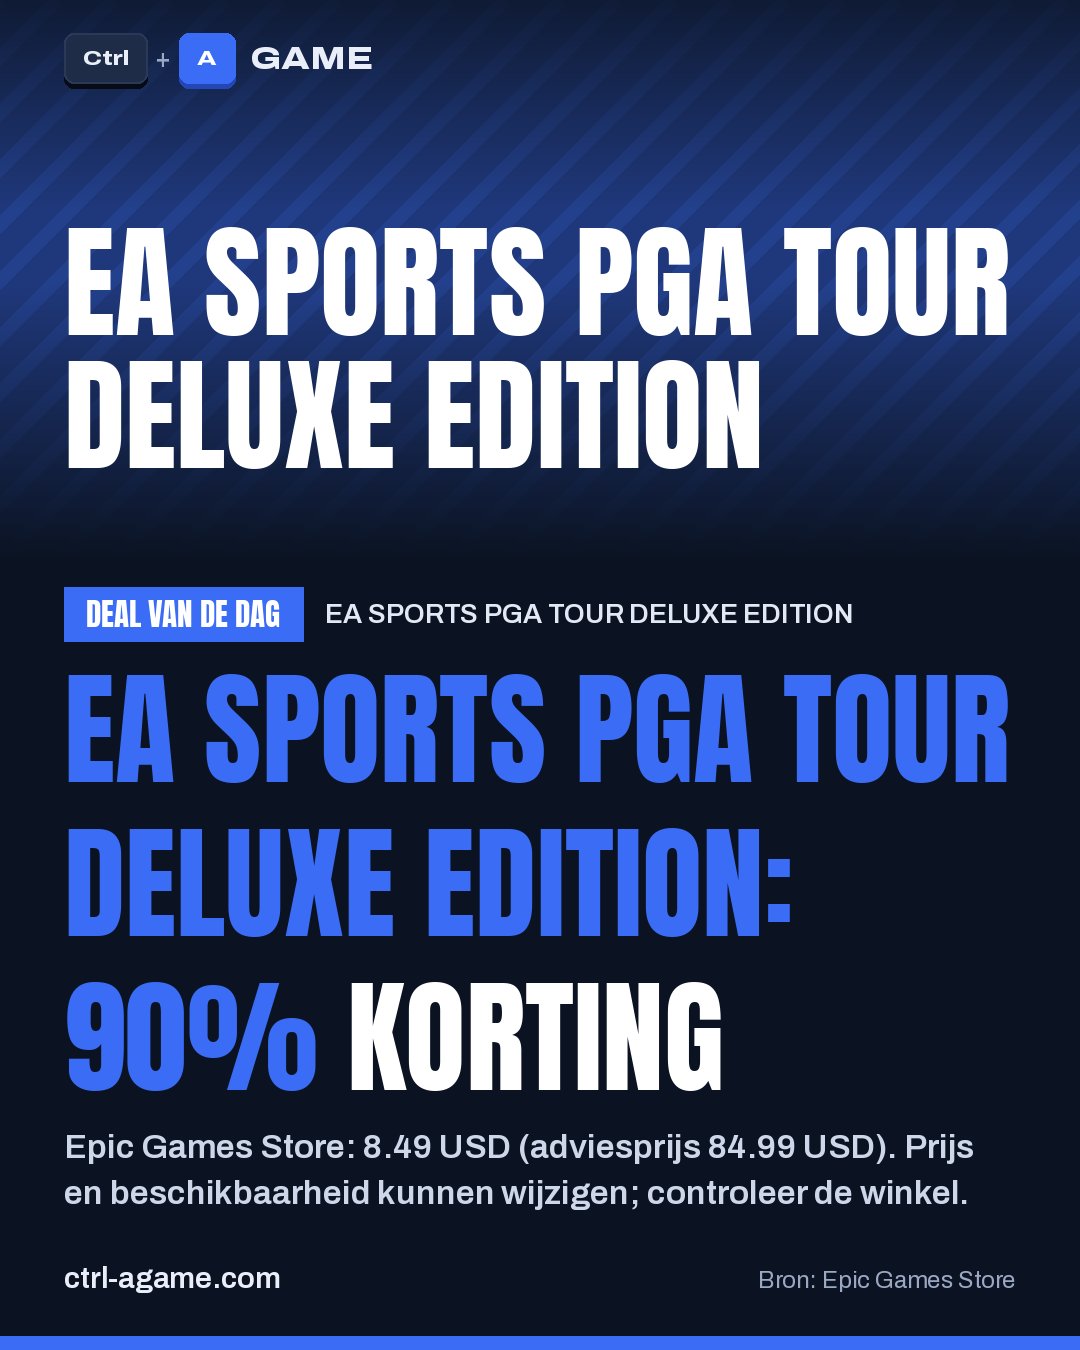 Ctrl + A GAME
EA SPORTS PGA TOUR
DELUXE EDITION
DEAL VAN DE DAG EA SPORTS PGA TOUR DELUXE EDITION
EA SPORTS PGA TOUR
DELUXE EDITION:
90% KORTING
Epic Games Store: 8.49 USD (adviesprijs 84.99 USD). Prijs
en beschikbaarheid kunnen wijzigen; controleer de winkel.
ctrl-agame.com Bron: Epic Games Store